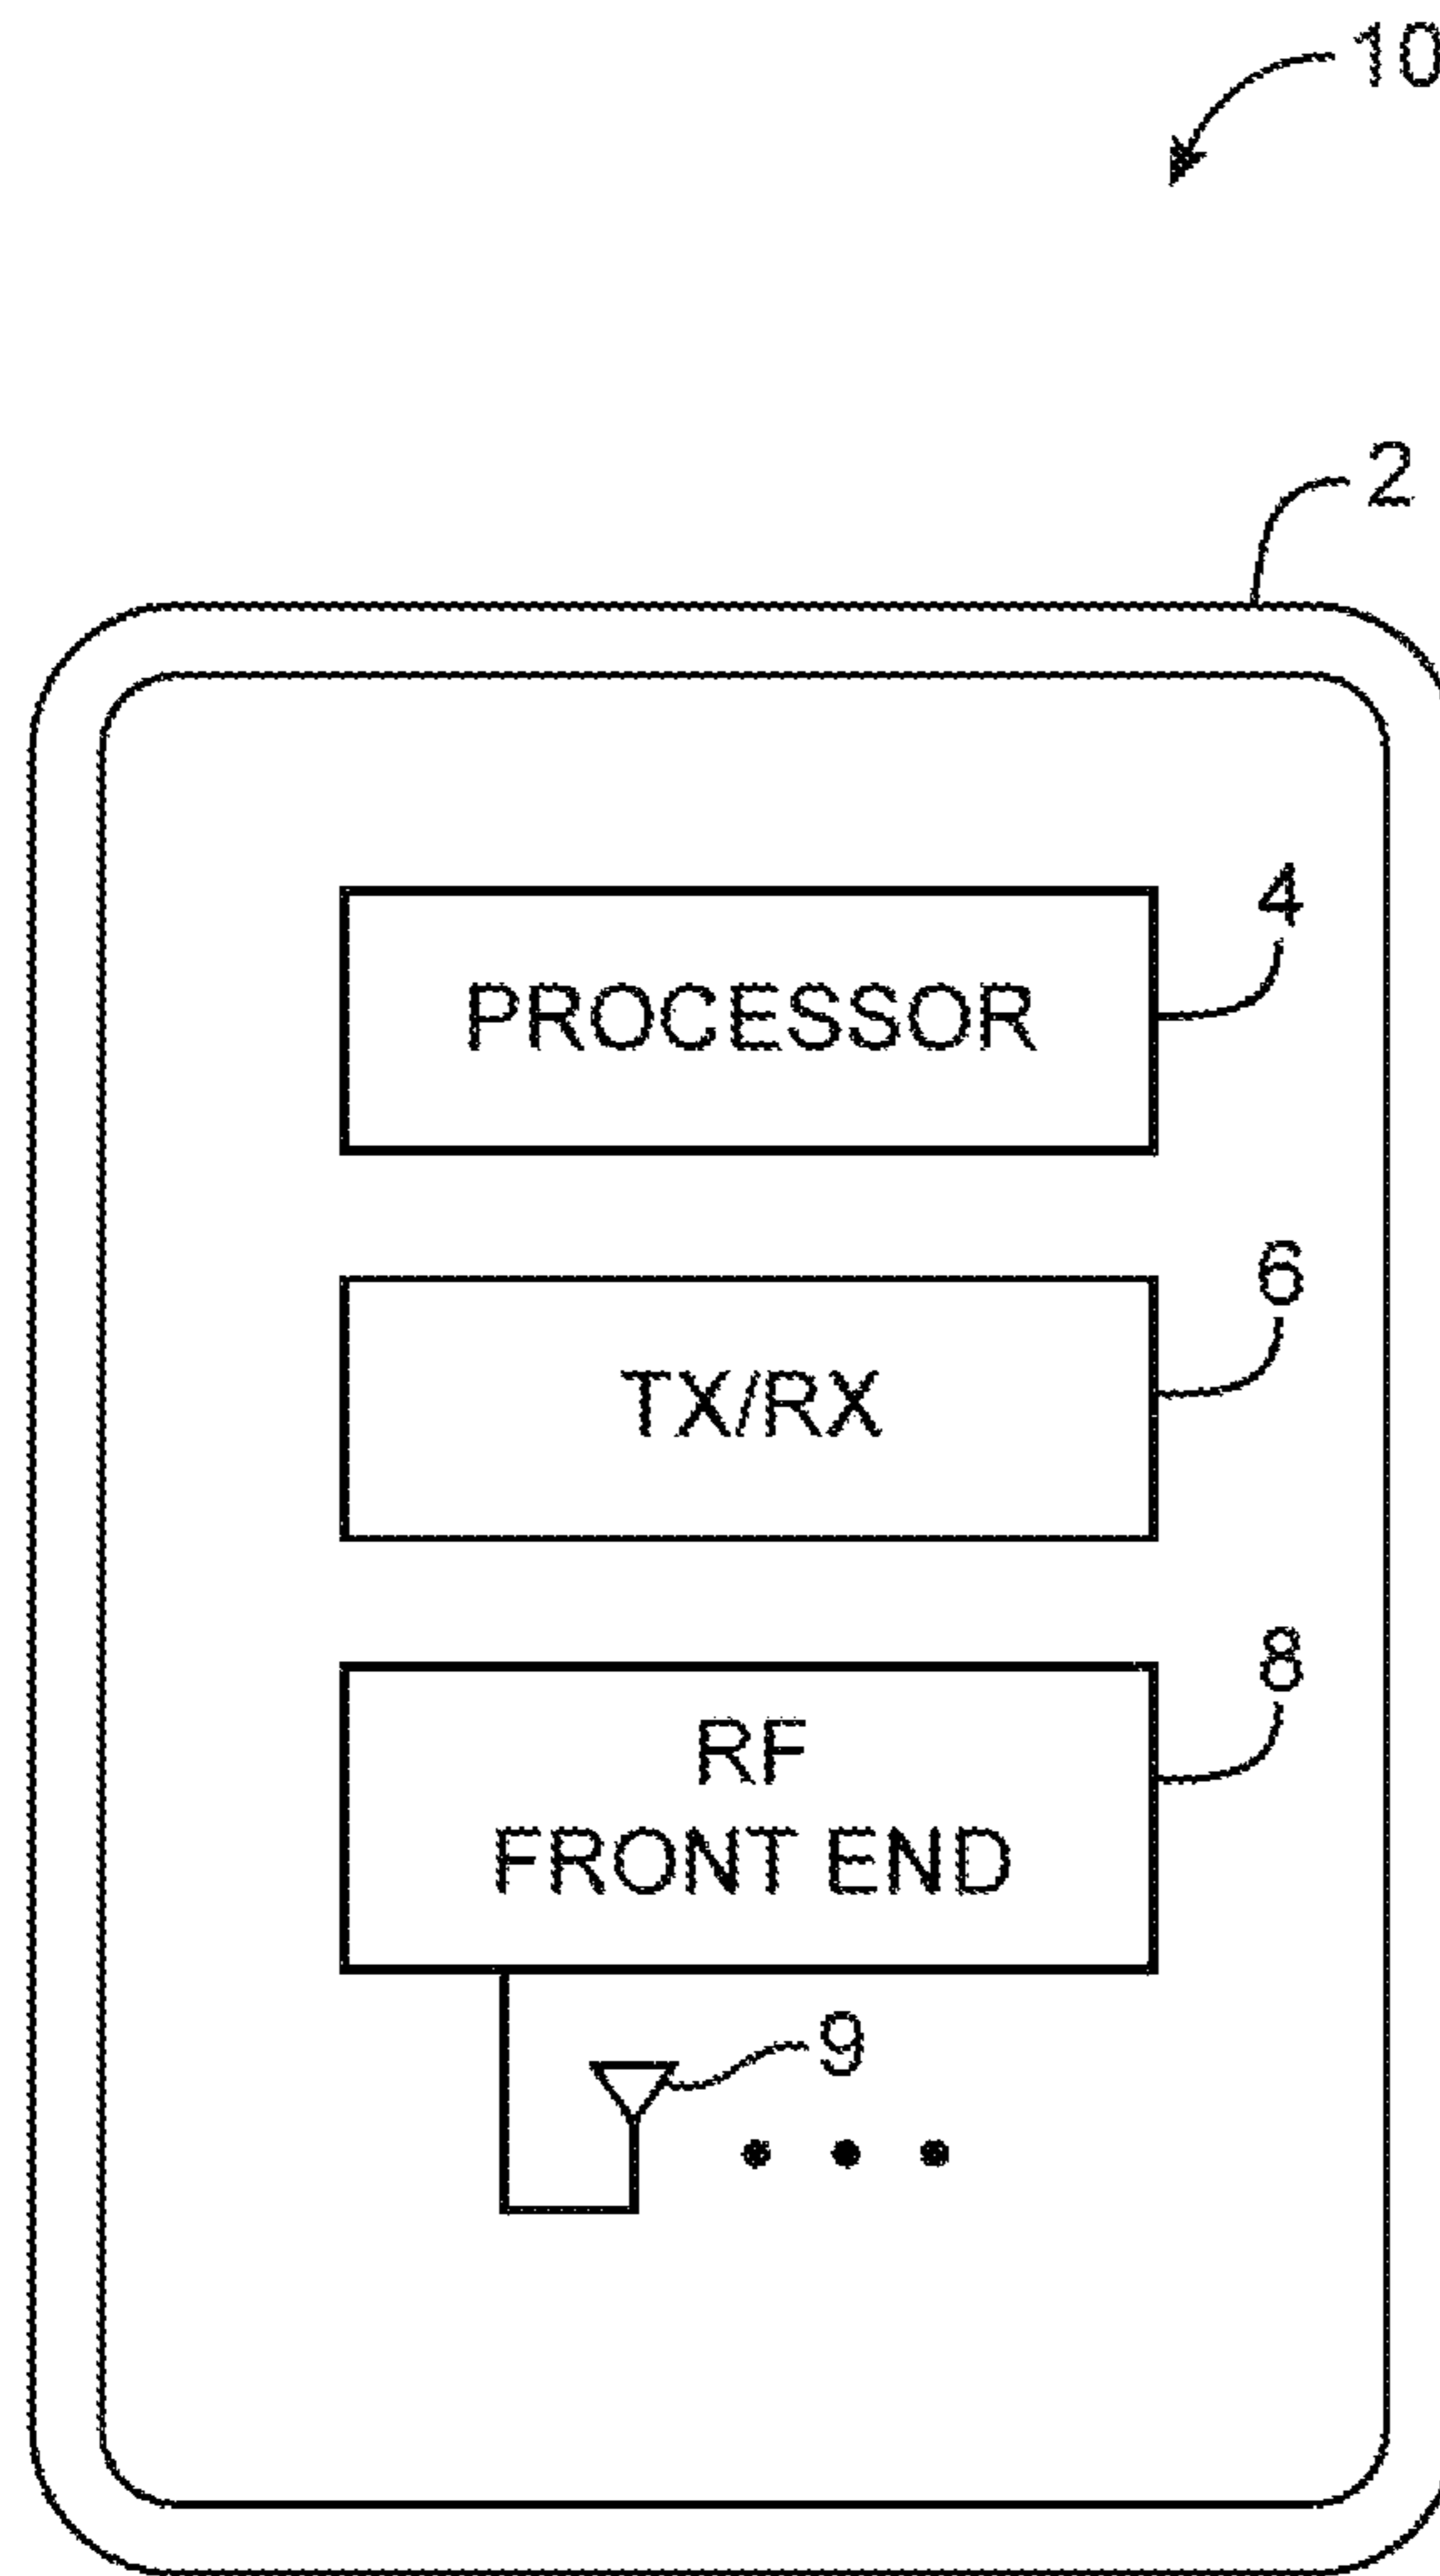 10
2
4
PROCESSOR
6
TX/RX
8
RF
FRONT END
9